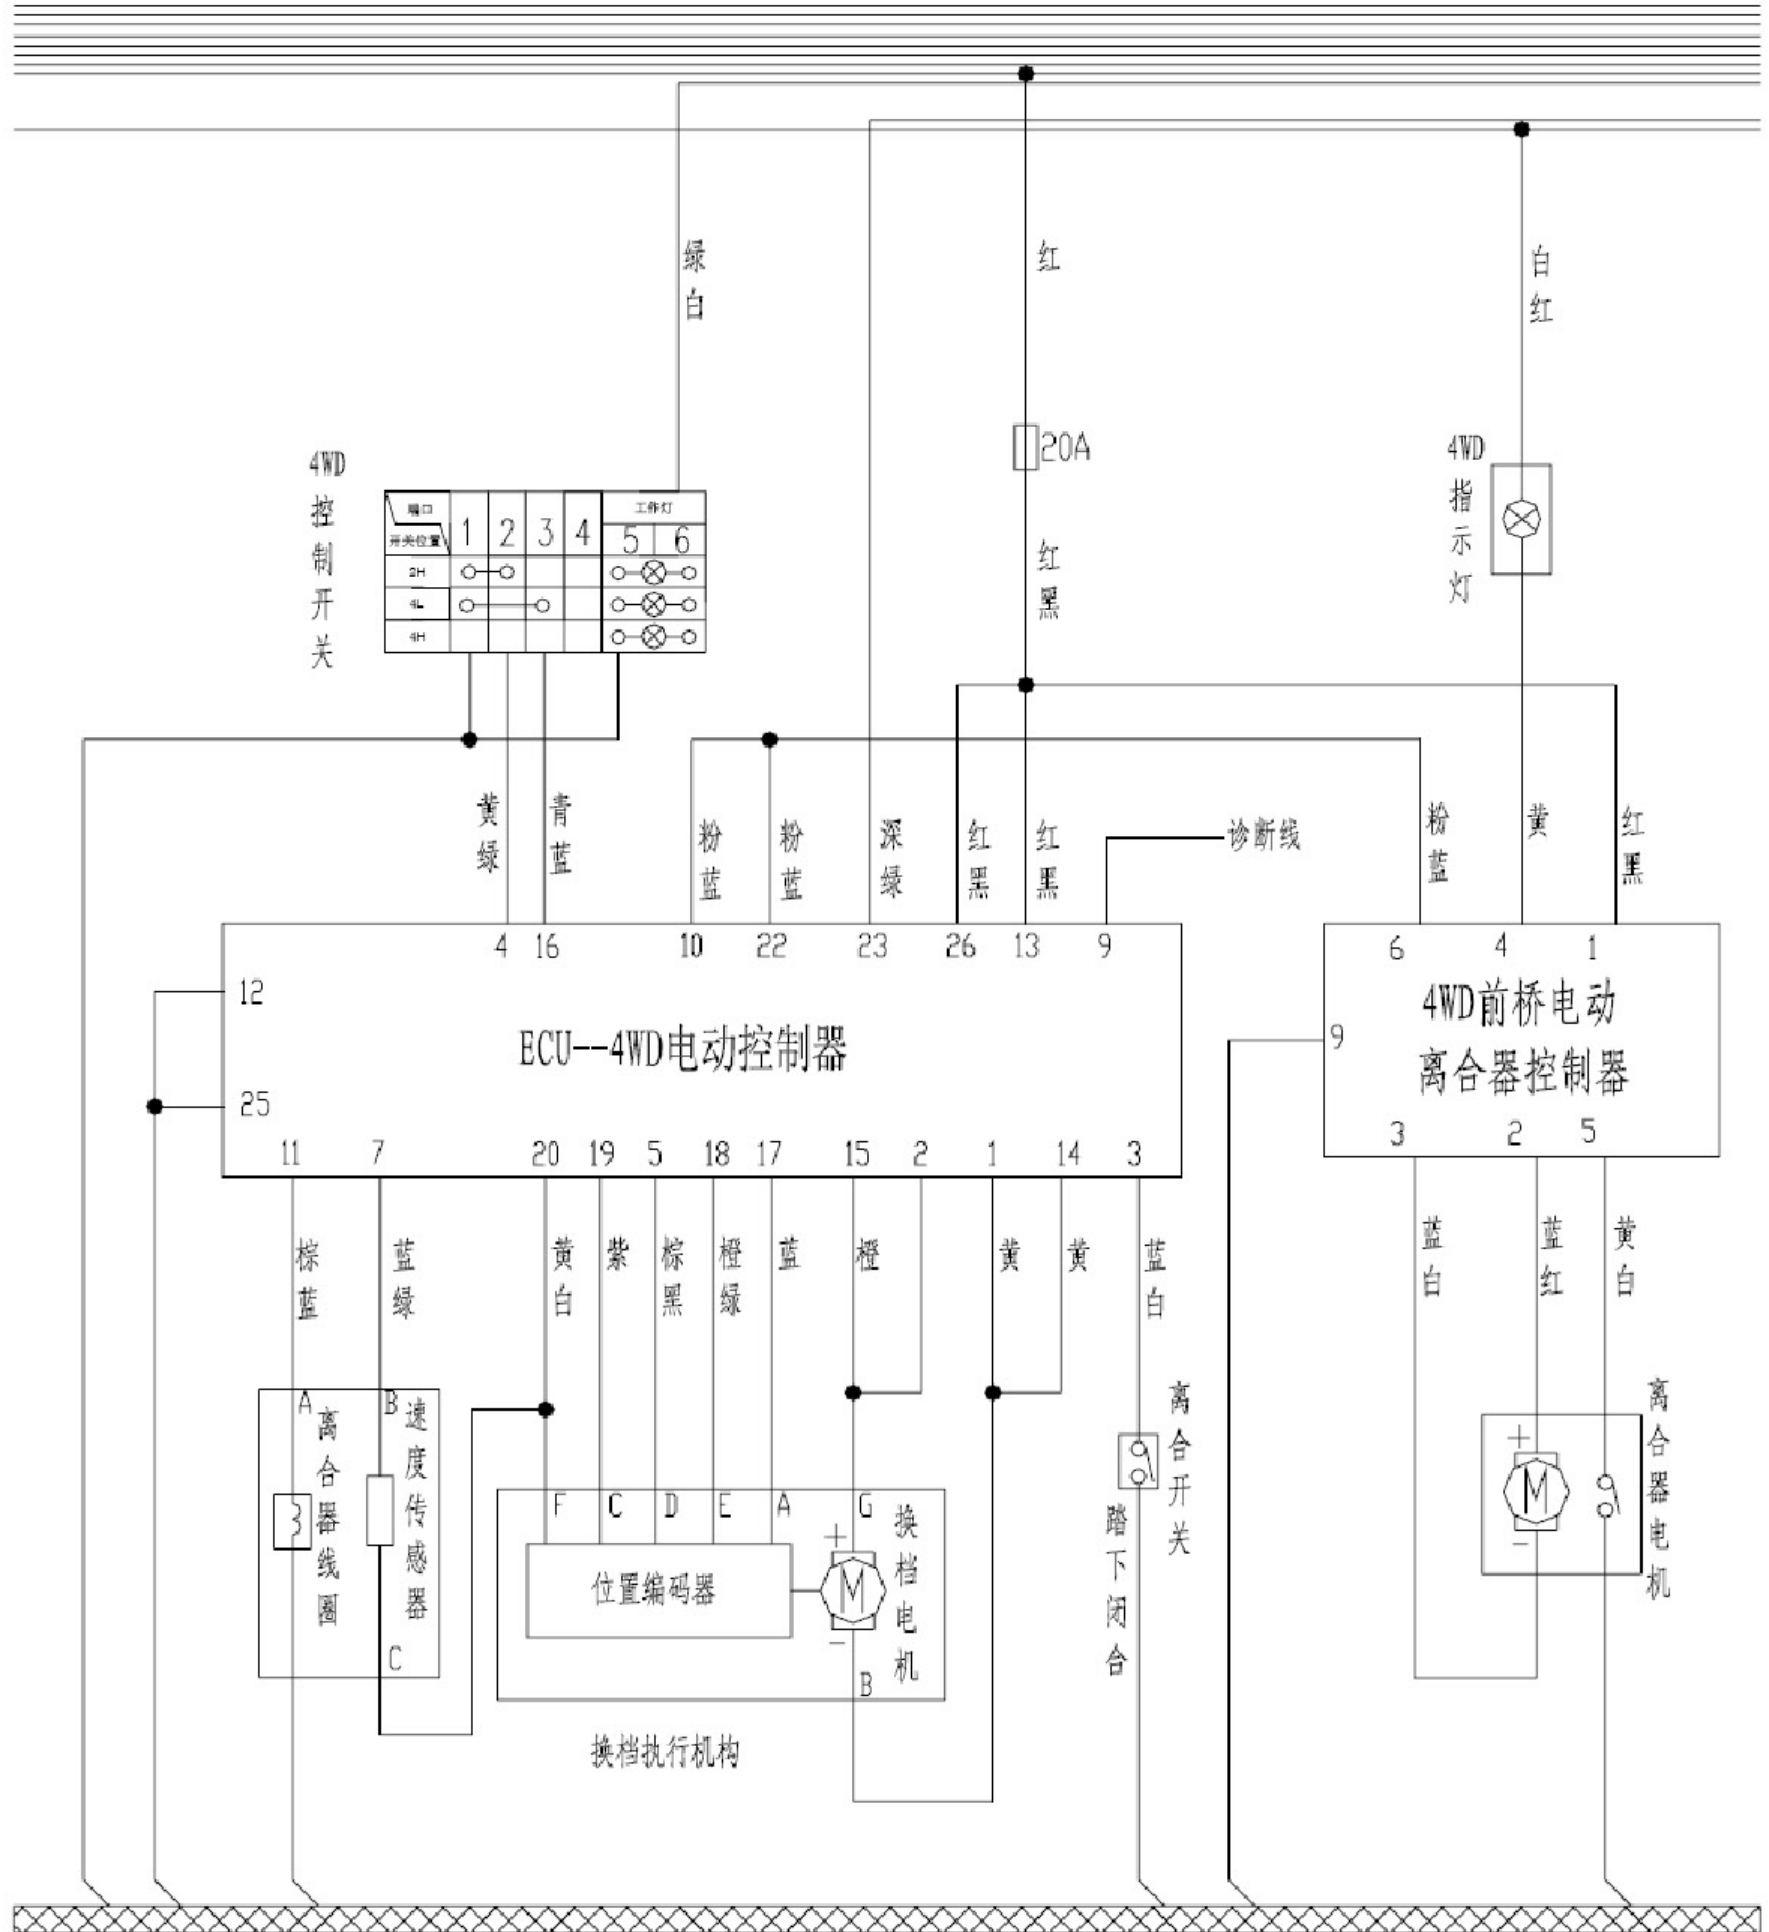 绿白
红
白红
20A
4WD控制开关
端口
开关位置
1 2 3 4
工作灯
5 6
2H
4L
4H
红黑
4WD指示灯
黄绿
青蓝
粉蓝
粉蓝
深绿
红黑
红黑
诊断线
粉蓝
黄
红黑
4 16 10 22 23 26 13 9
6 4 1
12
ECU--4WD电动控制器
25
4WD前桥电动
离合器控制器
9
11 7 20 19 5 18 17 15 2 1 14 3
3 2 5
棕蓝
蓝绿
黄白
紫
棕黑
橙绿
蓝
橙
黄
黄
蓝白
蓝白
蓝红
黄白
A
离合器线圈
B
速度传感器
C
F C D E A G
位置编码器
+
M
-
B
换档电机
换档执行机构
离合开关
踏下闭合
+
M
-
离合器电机